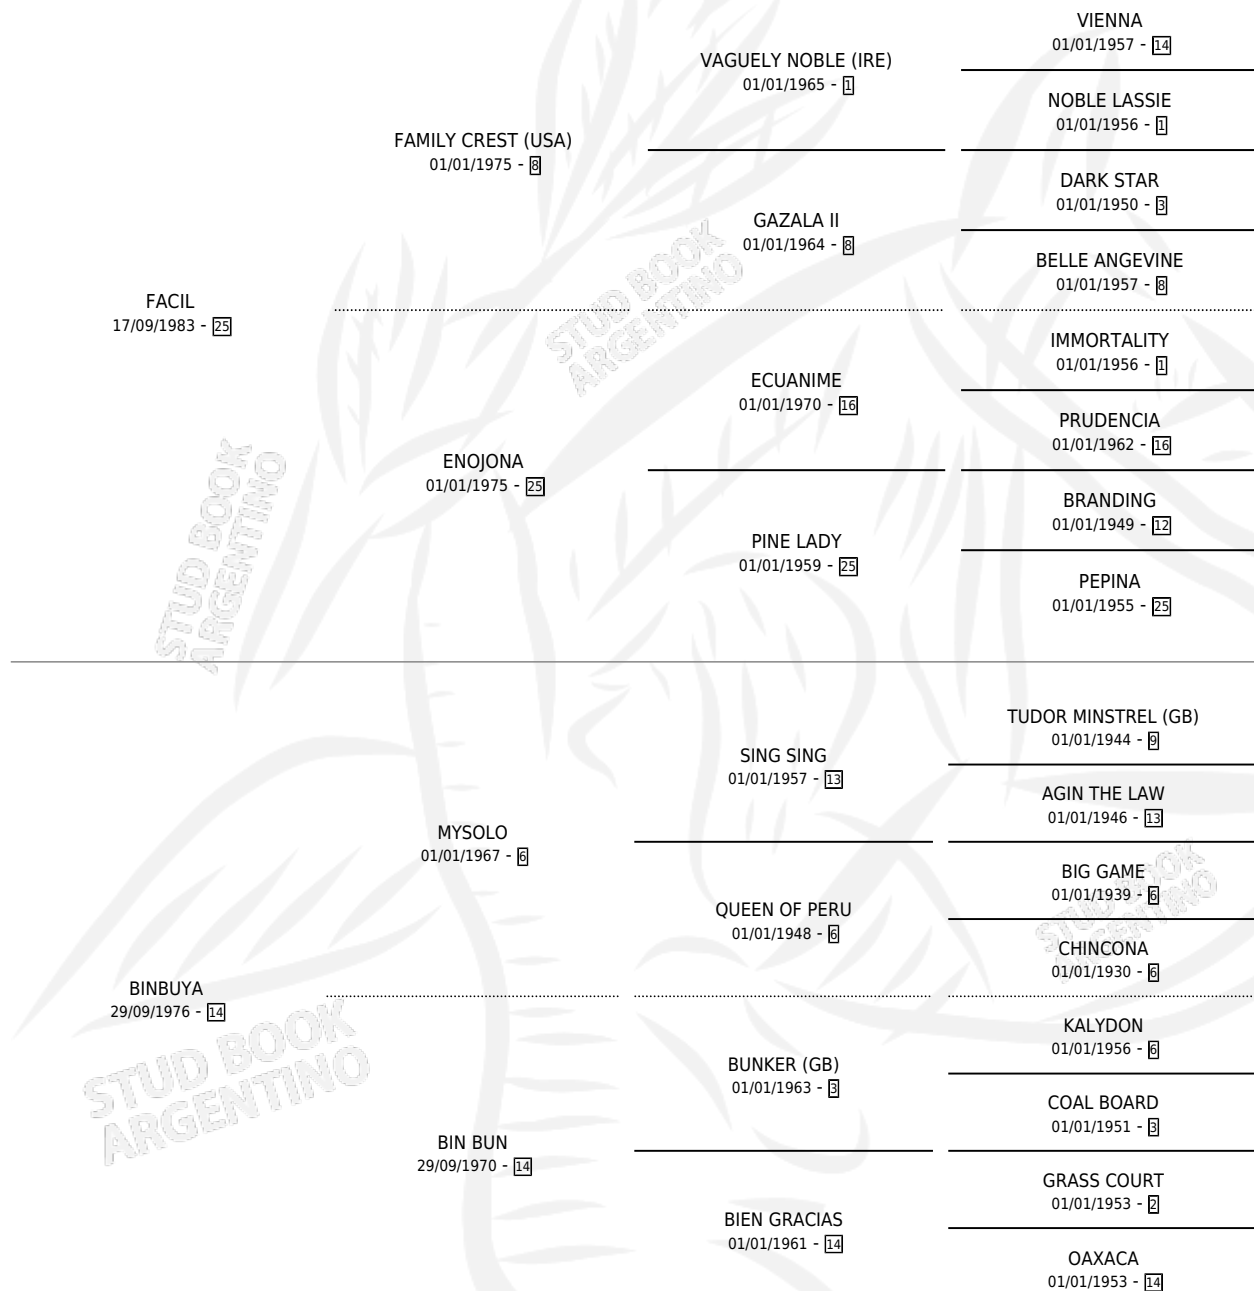 VIENNA
01/01/1957 - 14
VAGUELY NOBLE (IRE)
01/01/1965 - 1
NOBLE LASSIE
01/01/1956 - 1
FAMILY CREST (USA)
01/01/1975 - 8
DARK STAR
01/01/1950 - 3
GAZALA II
01/01/1964 - 8
BELLE ANGEVINE
01/01/1957 - 8
FACIL
17/09/1983 - 25
STUD BOOK
ARGENTINO
IMMORTALITY
01/01/1956 - 1
ECUANIME
01/01/1970 - 16
PRUDENCIA
01/01/1962 - 16
ENOJONA
01/01/1975 - 25
BRANDING
01/01/1949 - 12
PINE LADY
01/01/1959 - 25
PEPINA
01/01/1955 - 25
STUD BOOK
ARGENTINO
TUDOR MINSTREL (GB)
01/01/1944 - 9
SING SING
01/01/1957 - 13
AGIN THE LAW
01/01/1946 - 13
MYSOLO
01/01/1967 - 6
BIG GAME
01/01/1939 - 6
QUEEN OF PERU
01/01/1948 - 6
STUD BOOK
ARGENTINO
CHINCONA
01/01/1930 - 6
BINBUYA
29/09/1976 - 14
STUD BOOK
ARGENTINO
KALYDON
01/01/1956 - 6
BUNKER (GB)
01/01/1963 - 3
COAL BOARD
01/01/1951 - 3
BIN BUN
29/09/1970 - 14
GRASS COURT
01/01/1953 - 2
BIEN GRACIAS
01/01/1961 - 14
OAXACA
01/01/1953 - 14